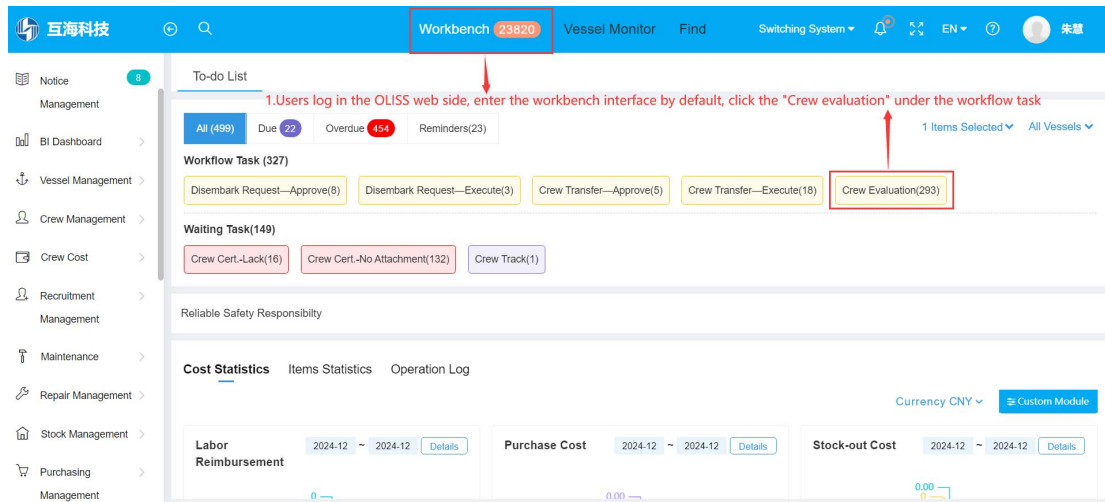 互海科技
Workbench 23820
Vessel Monitor
Find
Switching System
EN
朱慧
Notice Management
8
BI Dashboard
Vessel Management
Crew Management
Crew Cost
Recruitment Management
Maintenance
Repair Management
Stock Management
Purchasing Management
To-do List
1.Users log in the OLISS web side, enter the workbench interface by default, click the "Crew evaluation" under the workflow task
All (499)
Due 22
Overdue 454
Reminders(23)
1 Items Selected
All Vessels
Workflow Task (327)
Disembark Request—Approve(8)
Disembark Request—Execute(3)
Crew Transfer—Approve(5)
Crew Transfer—Execute(18)
Crew Evaluation(293)
Waiting Task(149)
Crew Cert.-Lack(16)
Crew Cert.-No Attachment(132)
Crew Track(1)
Reliable Safety Responsibilty
Cost Statistics
Items Statistics
Operation Log
Currency CNY
Custom Module
Labor Reimbursement
2024-12 ~ 2024-12
Details
0
Purchase Cost
2024-12 ~ 2024-12
Details
0.00
Stock-out Cost
2024-12 ~ 2024-12
Details
0.00
0